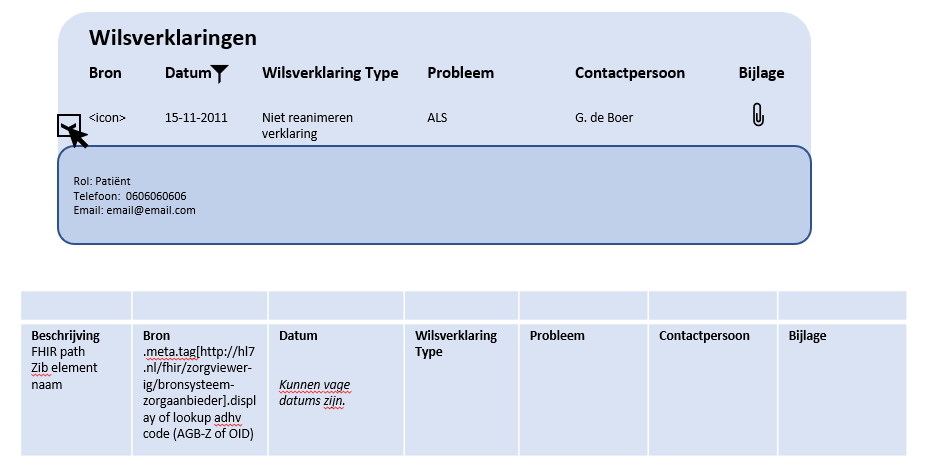 Wilsverklaringen
Bron Datum Wilsverklaring Type Probleem Contactpersoon Bijlage
<icon> 15-11-2011 Niet reanimeren ALS G. de Boer
verklaring
Rol: Patiënt
Telefoon: 0606060606
Email: email@email.com
Beschrijving
FHIR path
Zib element
naam
Bron
.meta.tag[http://hl7
.nl/fhir/zorgviewer-
ig/bronsysteem-
zorgaanbieder].displ
ay of lookup adhv
code (AGB-Z of OID)
Datum
Kunnen vage
datums zijn.
Wilsverklaring
Type
Probleem
Contactpersoon
Bijlage